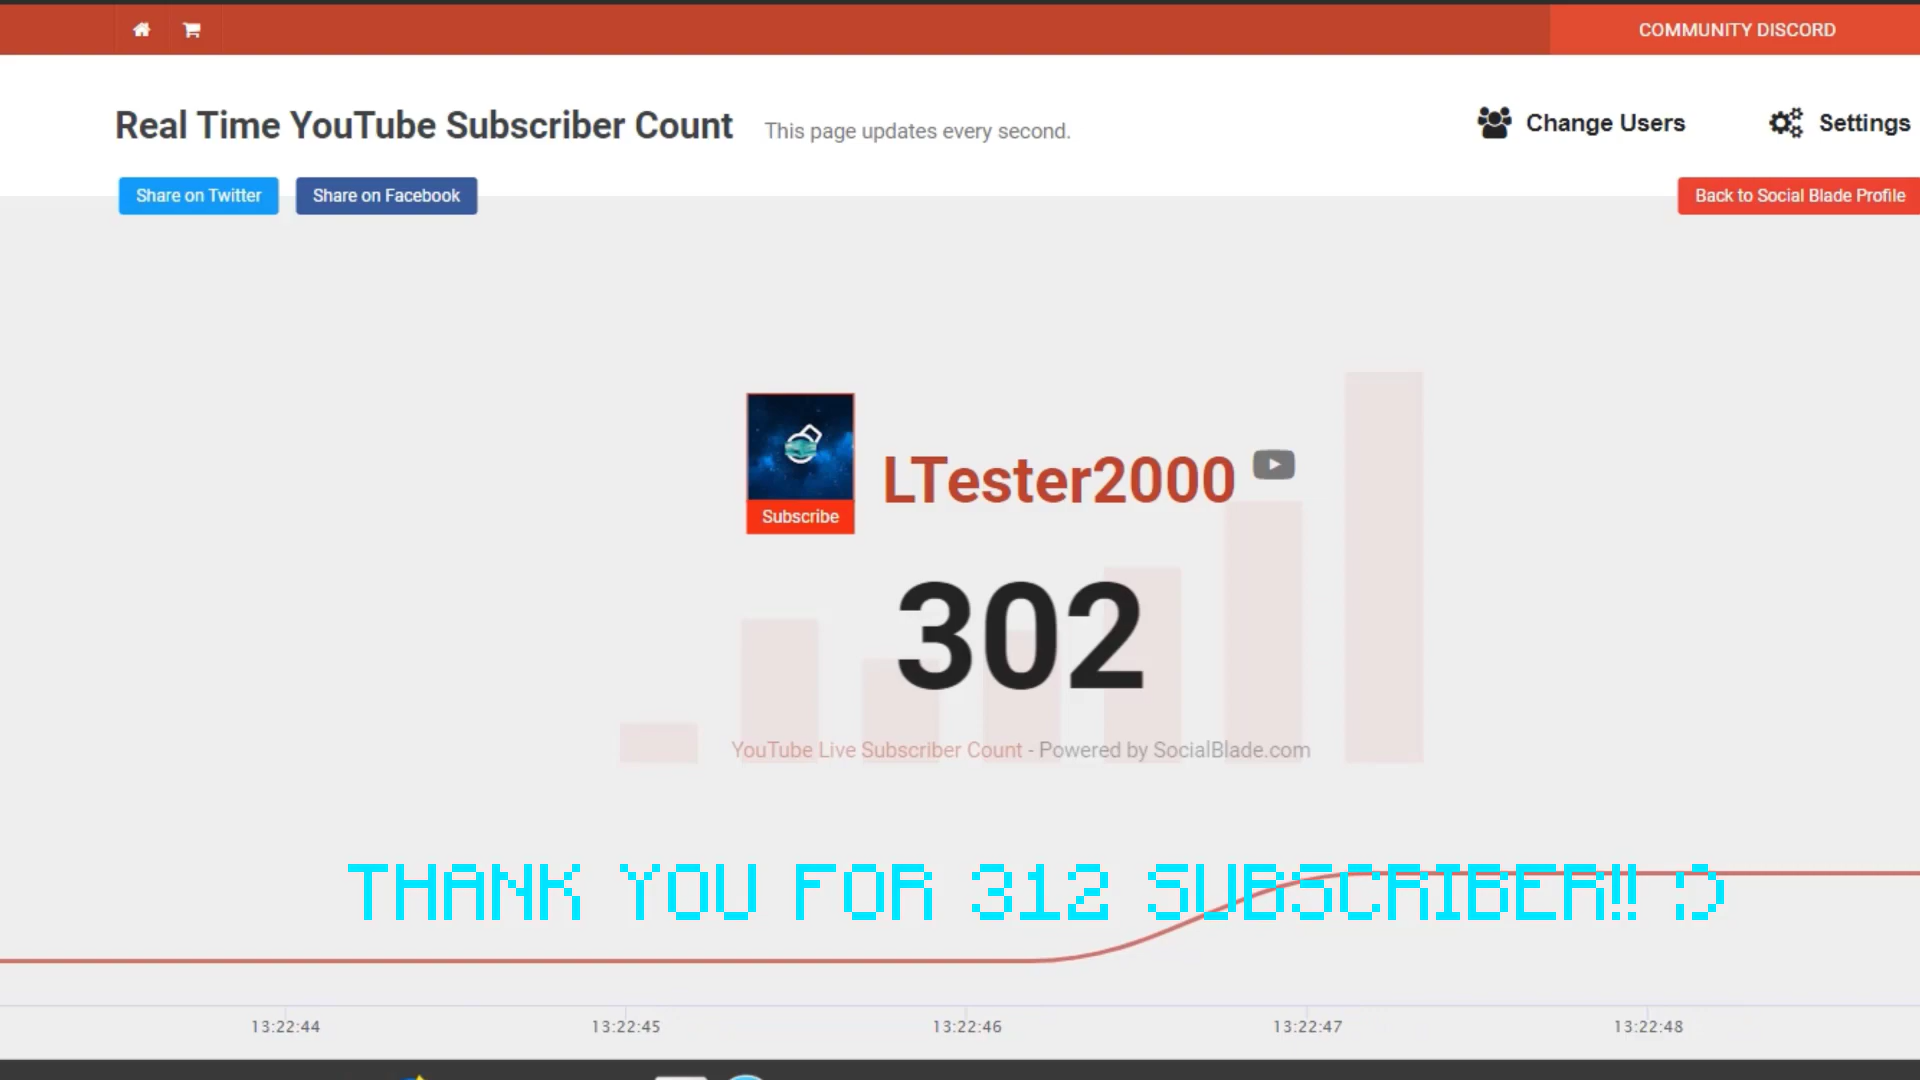 COMMUNITY DISCORD
Real Time YouTube Subscriber Count This page updates every second.
Change Users Settings
Share on Twitter Share on Facebook Back to Social Blade Profile
LTester2000
Subscribe
302
YouTube Live Subscriber Count - Powered by SocialBlade.com
THANK YOU FOR 312 SUBSCRIBER!! :D
13:22:44 13:22:45 13:22:46 13:22:47 13:22:48